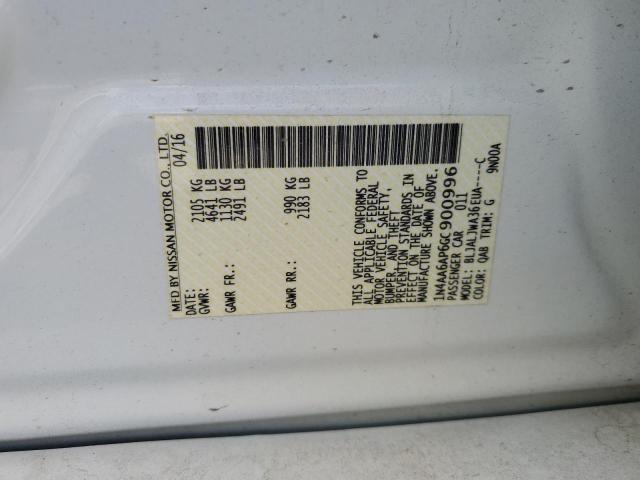 MFD BY NISSAN MOTOR CO., LTD.
DATE: 04/16
GVWR: 2105 KG
4641 LB
GAWR FR.: 1130 KG
2491 LB
GAWR RR.: 990 KG
2183 LB
THIS VEHICLE CONFORMS TO
ALL APPLICABLE FEDERAL
MOTOR VEHICLE SAFETY,
BUMPER, AND THEFT
PREVENTION STANDARDS IN
EFFECT ON THE DATE OF
MANUFACTURE SHOWN ABOVE.
1N4AA6AP6GC900996
PASSENGER CAR 011
MODEL: BLJALJWA36EUA----C
COLOR: QAB TRIM: G 9N00A